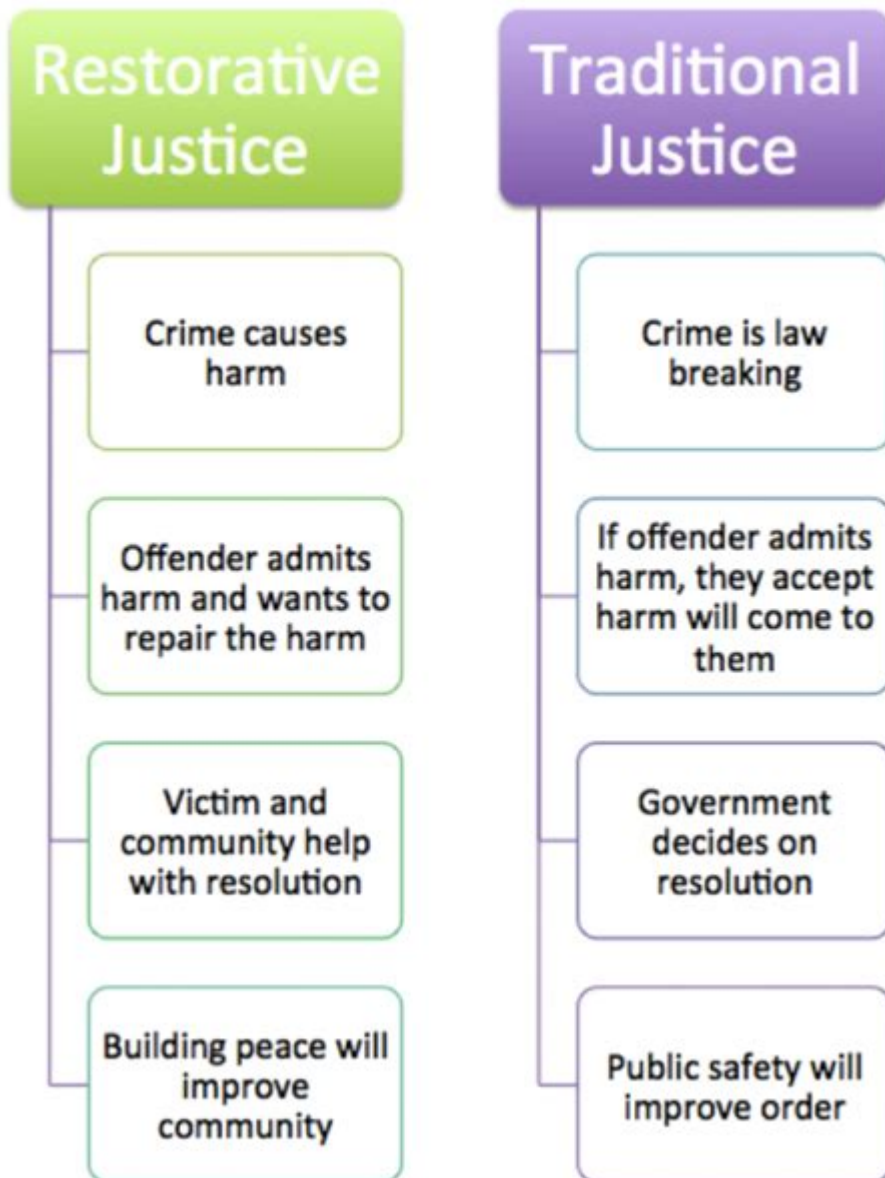 Restorative
Justice
Crime causes
harm
Offender admits
harm and wants to
repair the harm
Victim and
community help
with resolution
Building peace will
improve
community
Traditional
Justice
Crime is law
breaking
If offender admits
harm, they accept
harm will come to
them
Government
decides on
resolution
Public safety will
improve order